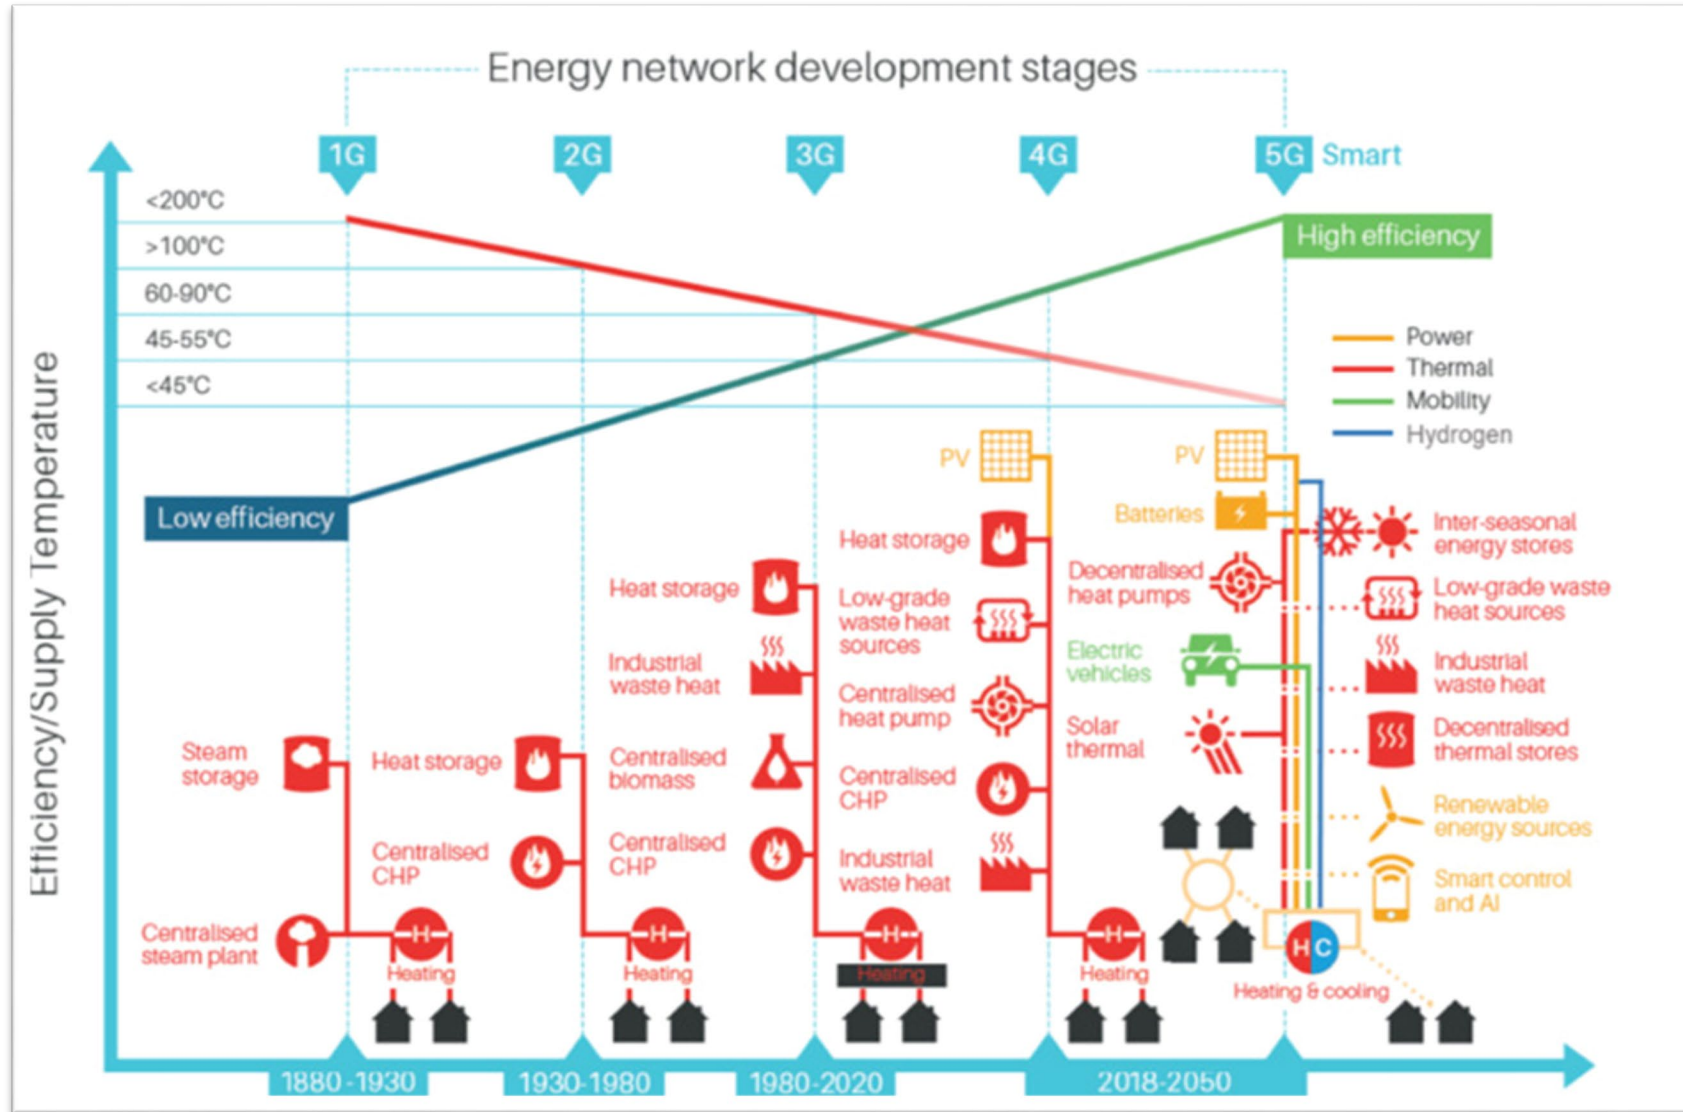 Energy network development stages
1G
2G
3G
4G
5G Smart
<200°C
>100°C
60-90°C
45-55°C
<45°C
High efficiency
Low efficiency
Efficiency/Supply Temperature
Power
Thermal
Mobility
Hydrogen
Steam
storage
Centralised
steam plant
H
Heating
Heat storage
Centralised
CHP
H
Heating
Heat storage
Industrial
waste heat
Centralised
biomass
Centralised
CHP
H
Heating
PV
Heat storage
Low-grade
waste heat
sources
Centralised
heat pump
Centralised
CHP
Industrial
waste heat
H
Heating
PV
Batteries
Decentralised
heat pumps
Electric
vehicles
Solar
thermal
Inter-seasonal
energy stores
Low-grade waste
heat sources
Industrial
waste heat
Decentralised
thermal stores
Renewable
energy sources
Smart control
and AI
H C
Heating & cooling
1880-1930
1930-1980
1980-2020
2018-2050